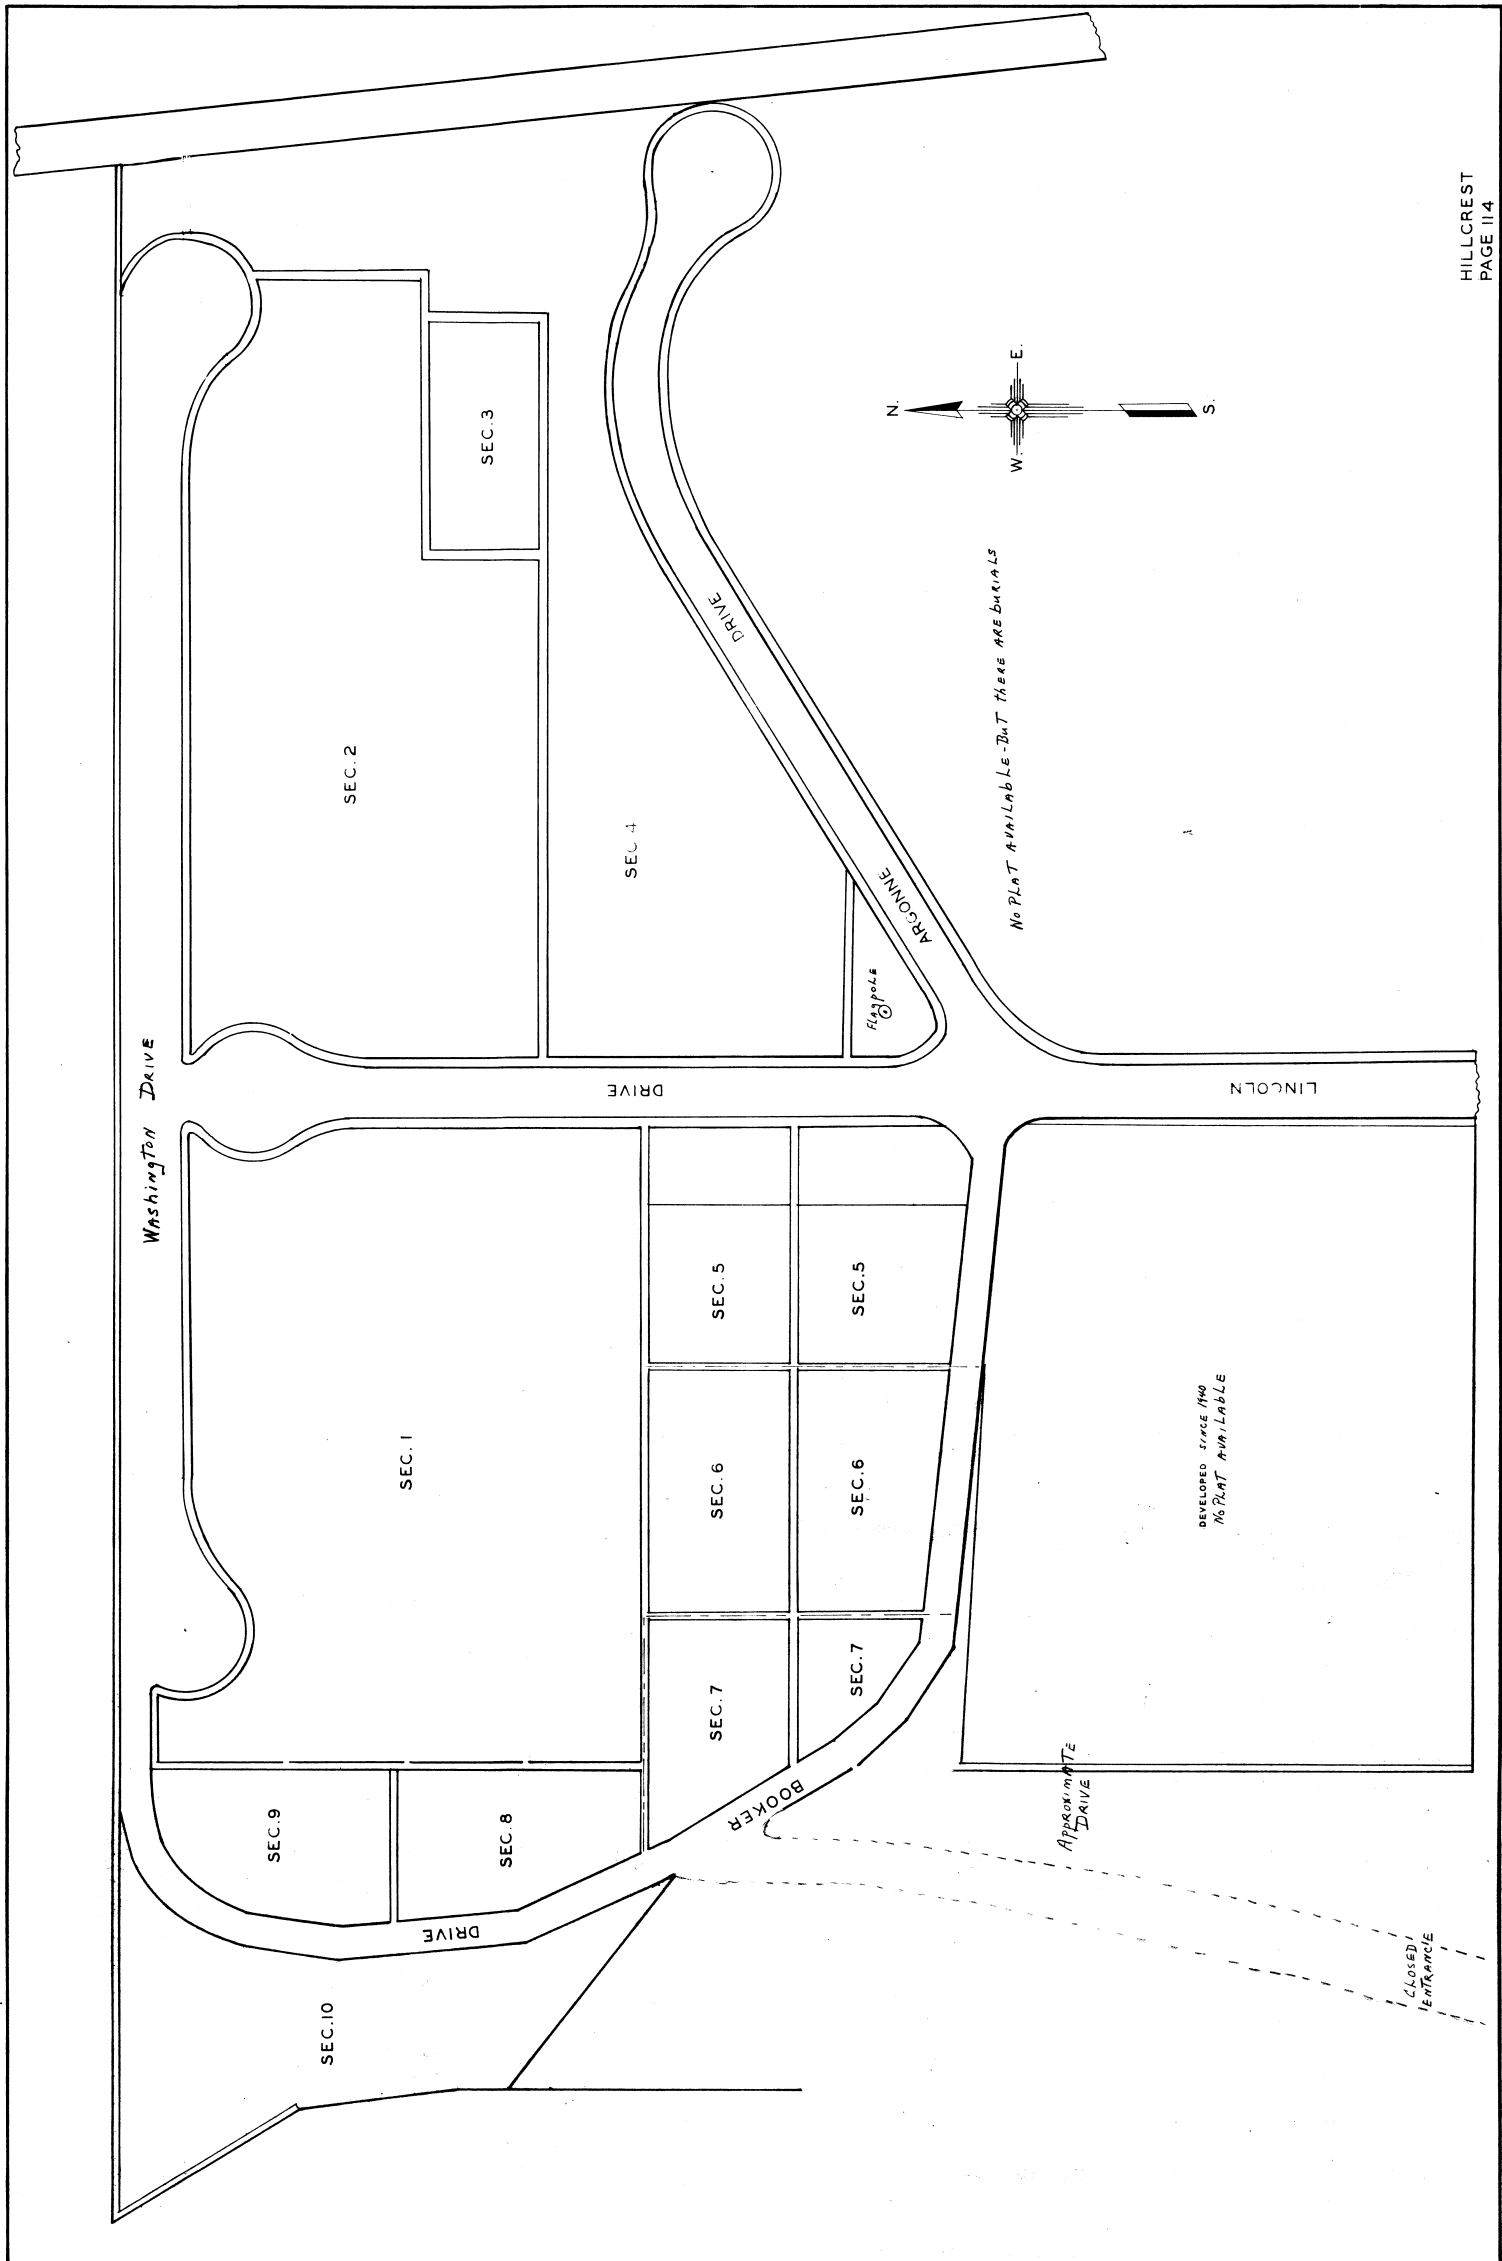 HILLCREST
PAGE 114
SEC. 3
N.
W.
E.
S.
SEC. 2
DRIVE
NO PLAT AVAILABLE - BUT THERE ARE BURIALS
SEC 4
ARGONNE
FLAGPOLE
WASHINGTON DRIVE
DRIVE
LINCOLN
SEC. 5
SEC. 5
SEC. 1
SEC. 6
SEC. 6
DEVELOPED SINCE 1940
NO PLAT AVAILABLE
SEC. 7
SEC. 7
BOOKER
APPROXIMATE
DRIVE
SEC. 9
SEC. 8
DRIVE
CLOSED
ENTRANCE
SEC. 10